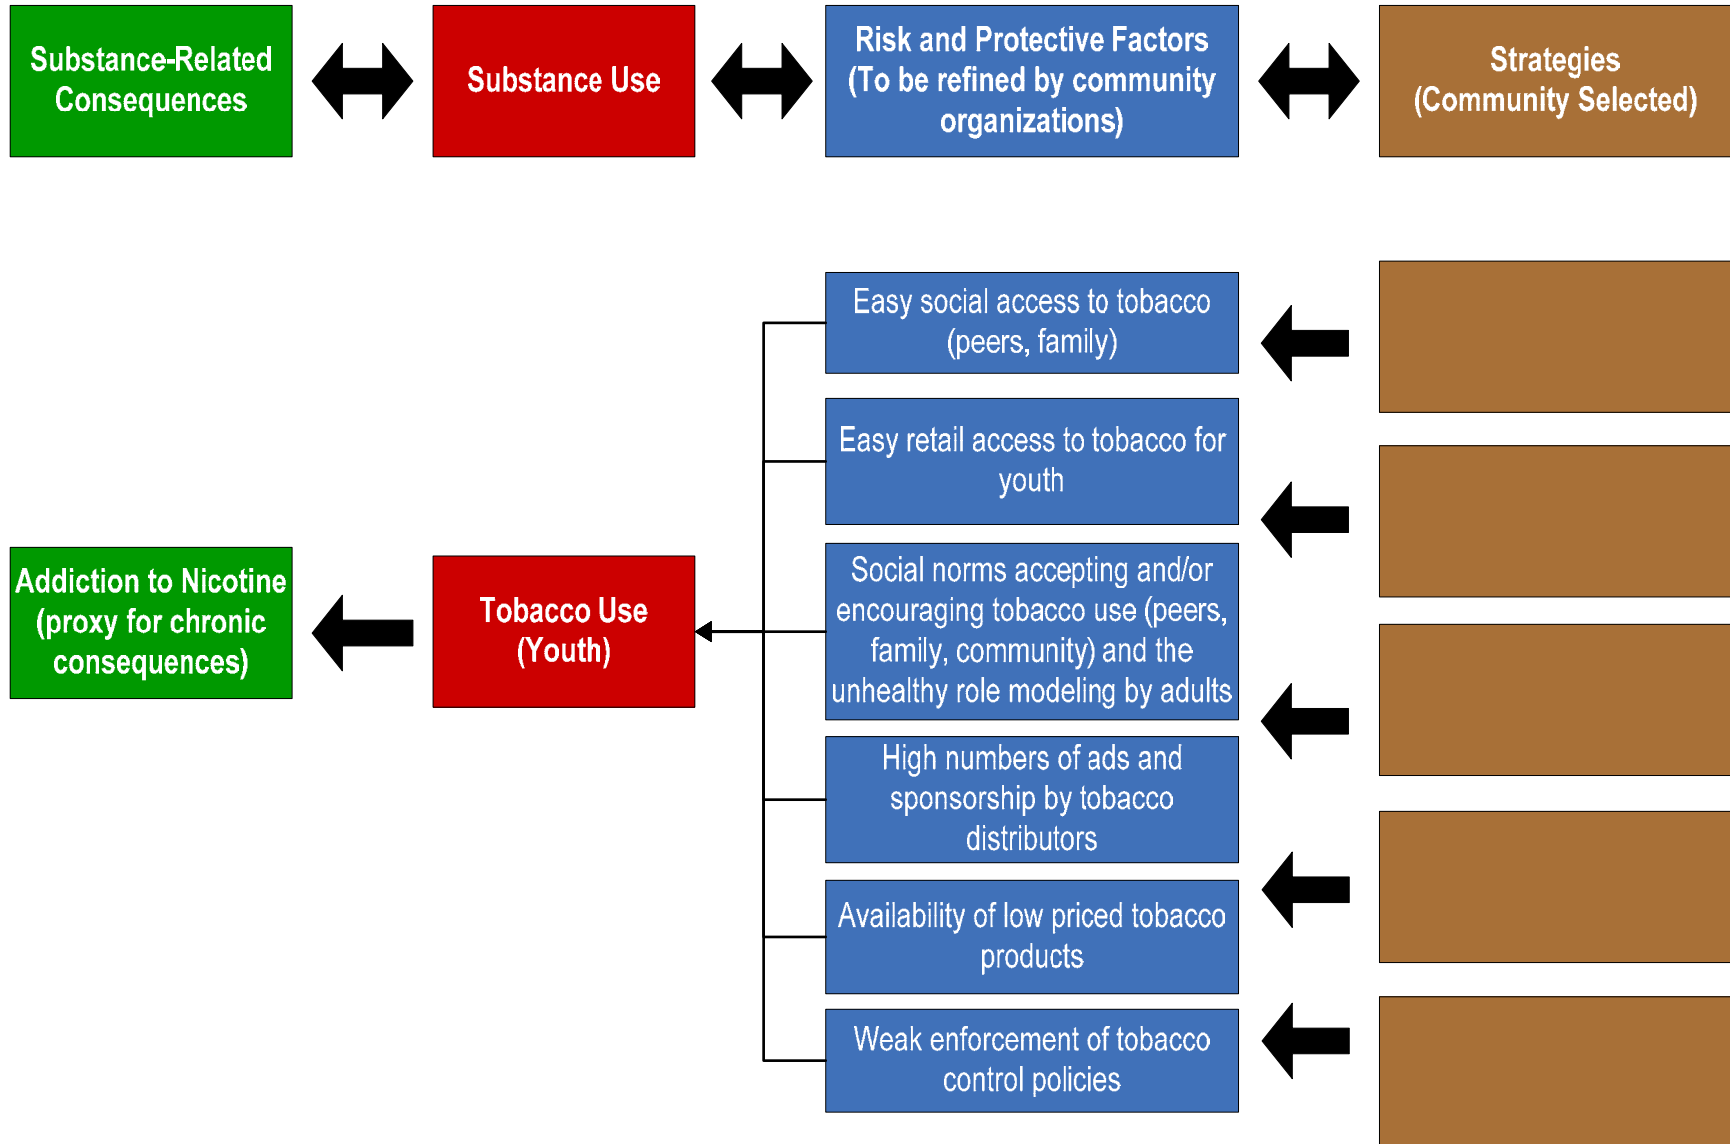 Substance-Related
Consequences
Substance Use
Risk and Protective Factors
(To be refined by community
organizations)
Strategies
(Community Selected)
Easy social access to tobacco
(peers, family)
Easy retail access to tobacco for
youth
Social norms accepting and/or
encouraging tobacco use (peers,
family, community) and the
unhealthy role modeling by adults
High numbers of ads and
sponsorship by tobacco
distributors
Availability of low priced tobacco
products
Weak enforcement of tobacco
control policies
Tobacco Use
(Youth)
Addiction to Nicotine
(proxy for chronic
consequences)